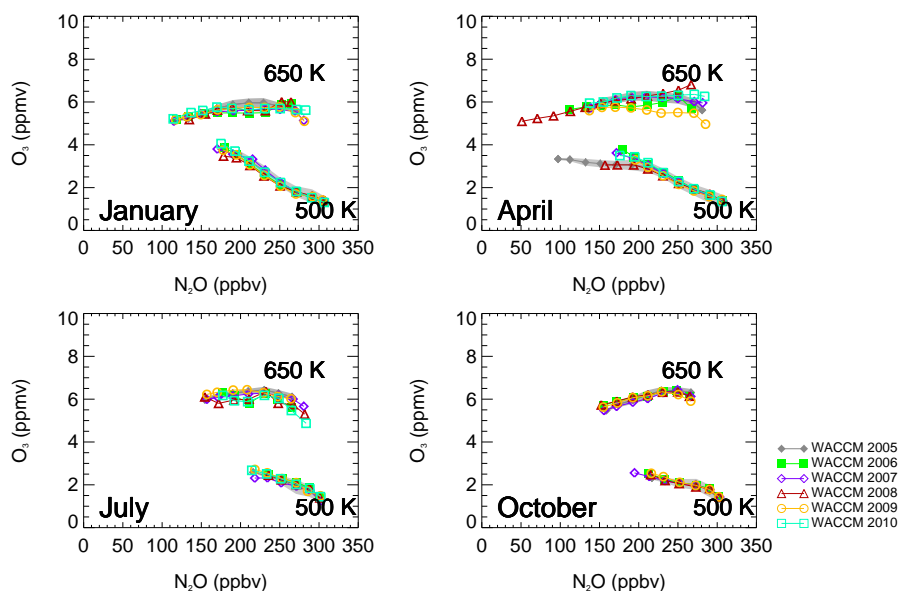 10
8
6
4
2
0
O₃ (ppmv)
650 K
500 K
January
0 50 100 150 200 250 300 350
N₂O (ppbv)
10
8
6
4
2
0
O₃ (ppmv)
650 K
500 K
April
0 50 100 150 200 250 300 350
N₂O (ppbv)
10
8
6
4
2
0
O₃ (ppmv)
650 K
500 K
July
0 50 100 150 200 250 300 350
N₂O (ppbv)
10
8
6
4
2
0
O₃ (ppmv)
650 K
500 K
October
0 50 100 150 200 250 300 350
N₂O (ppbv)
WACCM 2005
WACCM 2006
WACCM 2007
WACCM 2008
WACCM 2009
WACCM 2010